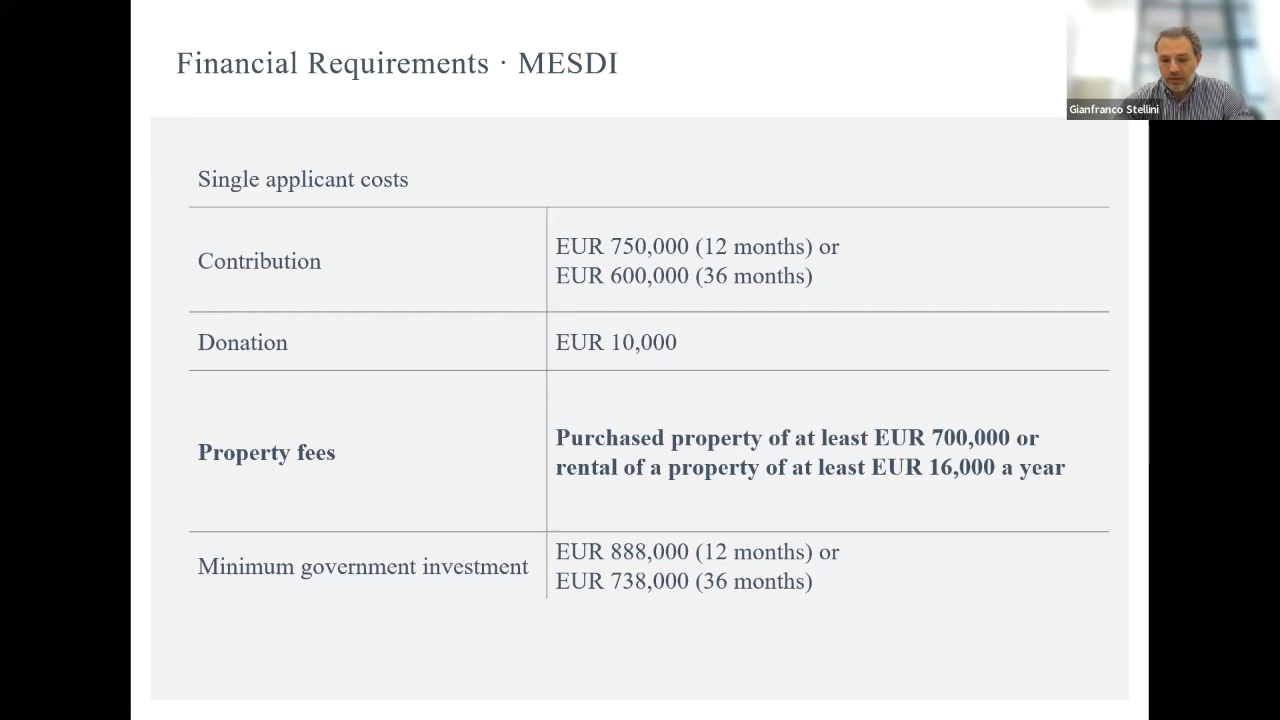 Financial Requirements · MESDI
Gianfranco Stellini
Single applicant costs
Contribution
EUR 750,000 (12 months) or
EUR 600,000 (36 months)
Donation
EUR 10,000
Property fees
Purchased property of at least EUR 700,000 or
rental of a property of at least EUR 16,000 a year
Minimum government investment
EUR 888,000 (12 months) or
EUR 738,000 (36 months)